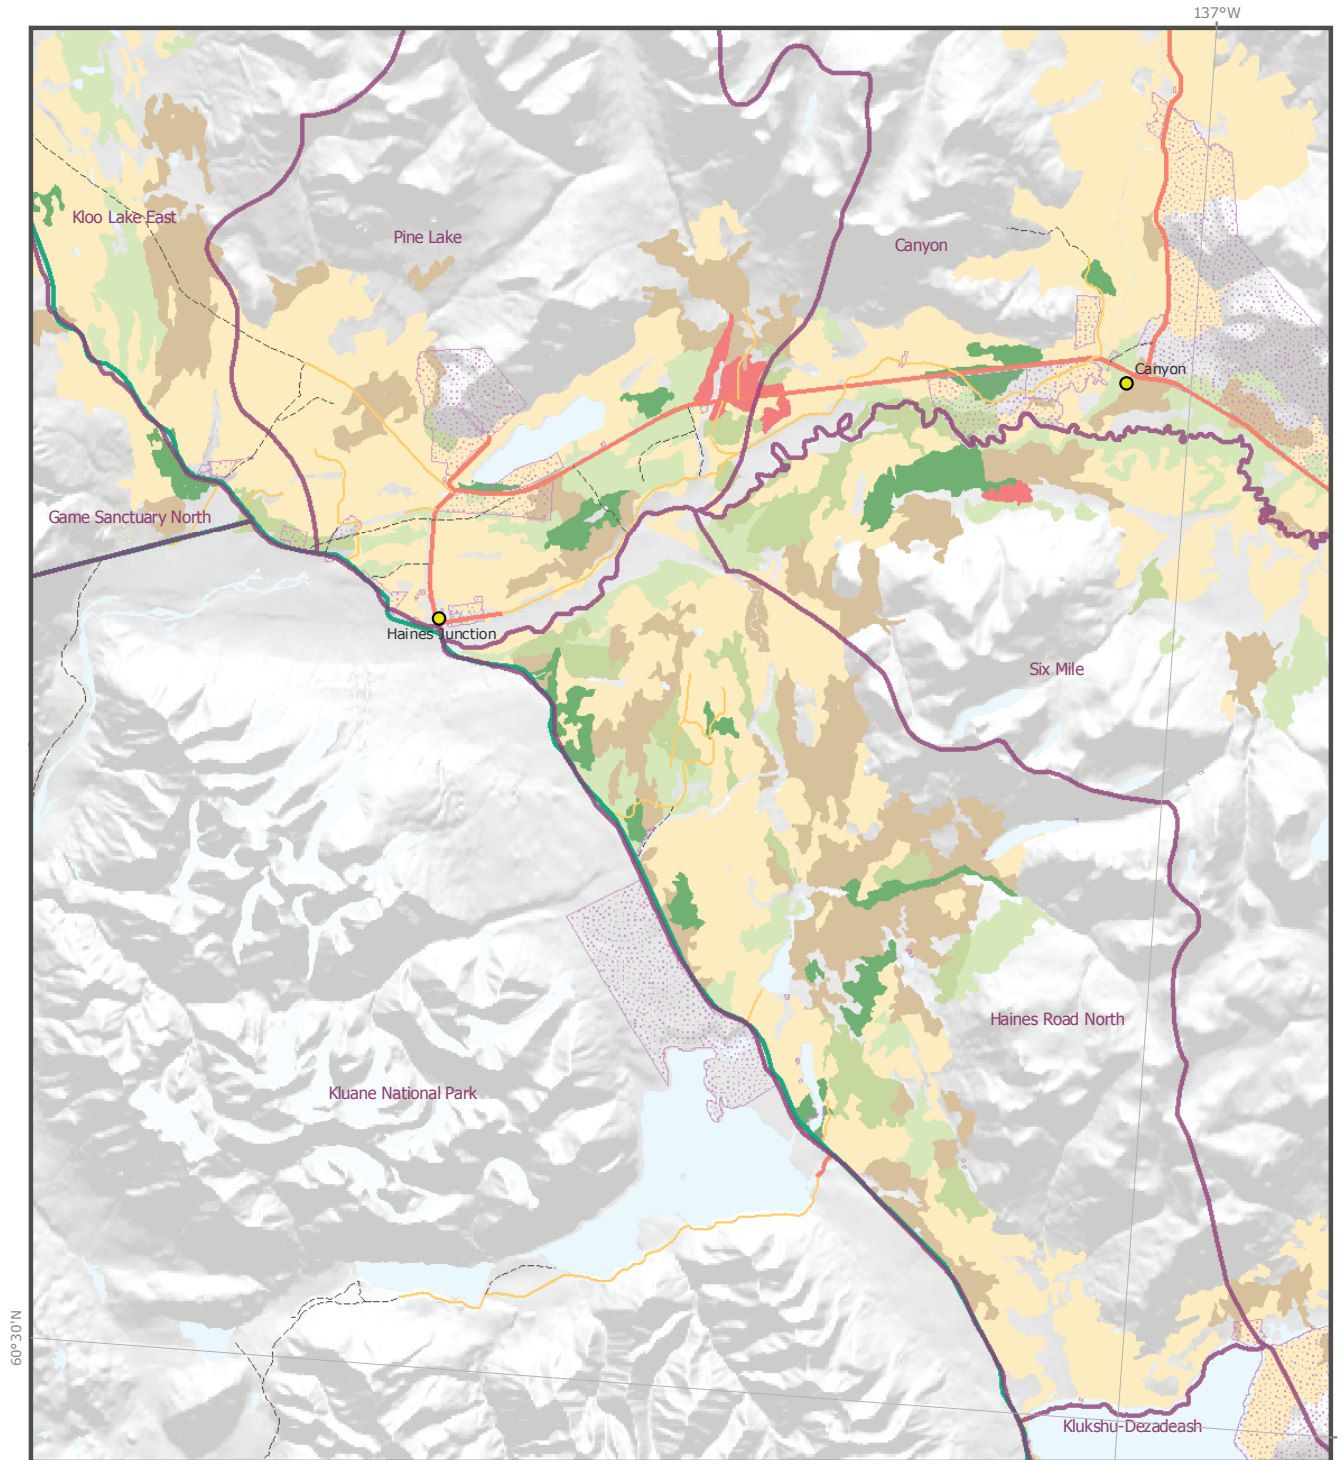 137°W
Kloo Lake East
Pine Lake
Canyon
Canyon
Game Sanctuary North
Haines Junction
Six Mile
Haines Road North
Kluane National Park
60°30'N
Klukshu-Dezadeash